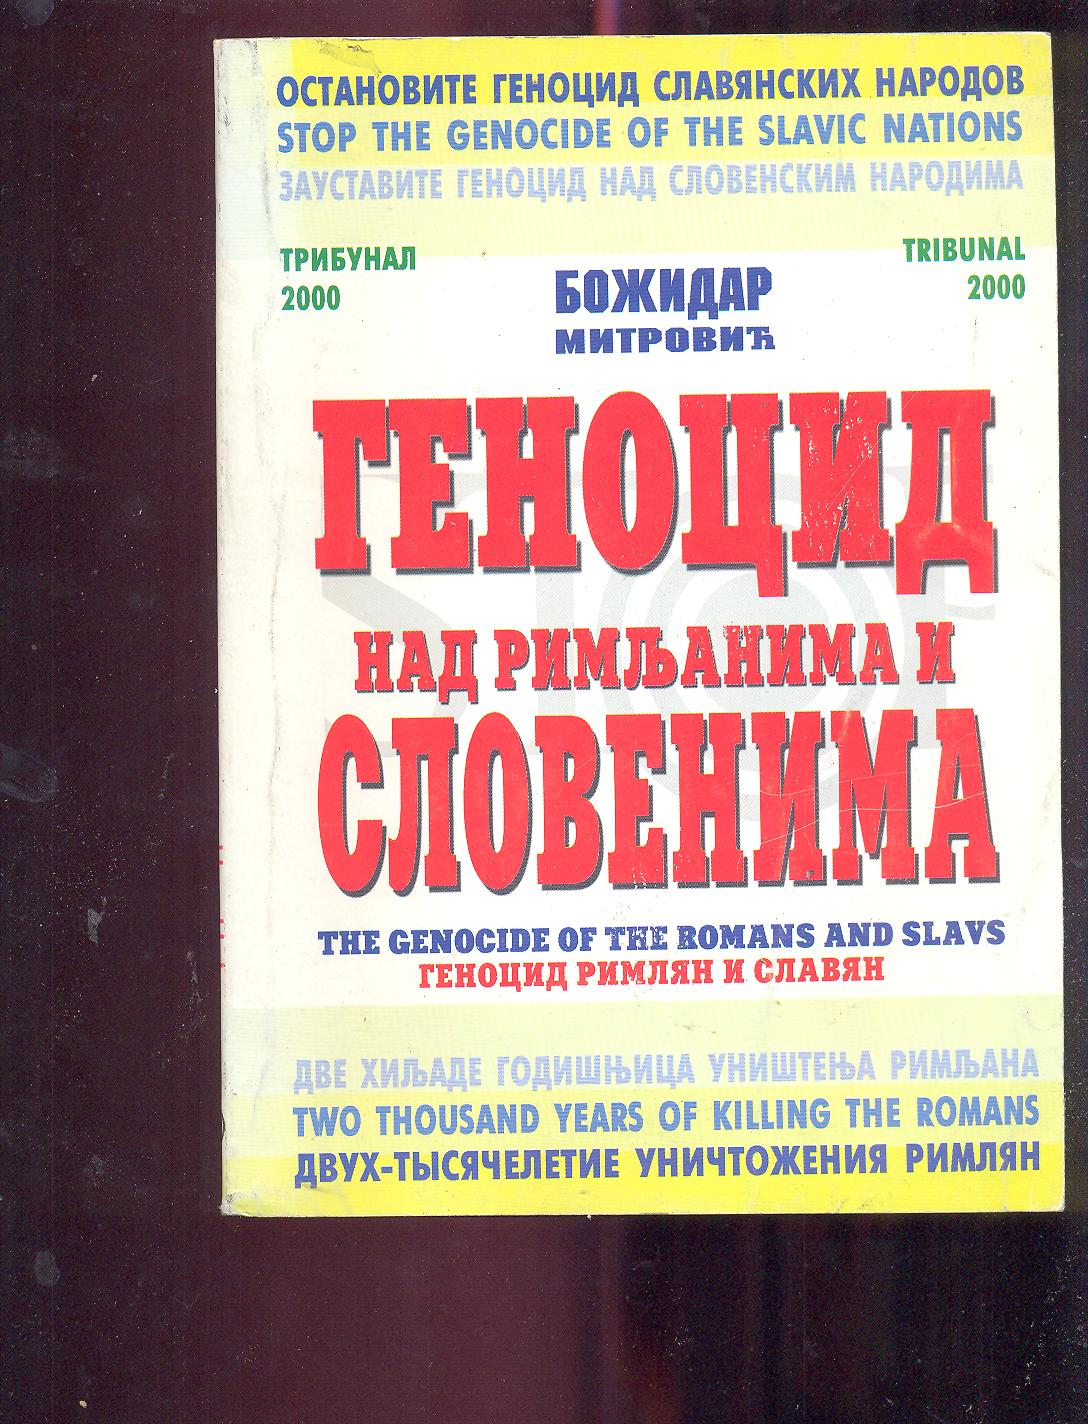 ОСТАНОВИТЕ ГЕНОЦИД СЛАВЯНСКИХ НАРОДОВ
STOP THE GENOCIDE OF THE SLAVIC NATIONS
ЗАУСТАВИТЕ ГЕНОЦИД НАД СЛОВЕНСКИМ НАРОДИМА
ТРИБУНАЛ
2000
TRIBUNAL
2000
БОЖИДАР
МИТРОВИЋ
ГЕНОЦИД
НАД РИМЉАНИМА И
СЛОВЕНИМА
THE GENOCIDE OF THE ROMANS AND SLAVS
ГЕНОЦИД РИМЛЯН И СЛАВЯН
ДВЕ ХИЉАДЕ ГОДИШЊИЦА УНИШТЕЊА РИМЉАНА
TWO THOUSAND YEARS OF KILLING THE ROMANS
ДВУХ-ТЫСЯЧЕЛЕТИЕ УНИЧТОЖЕНИЯ РИМЛЯН